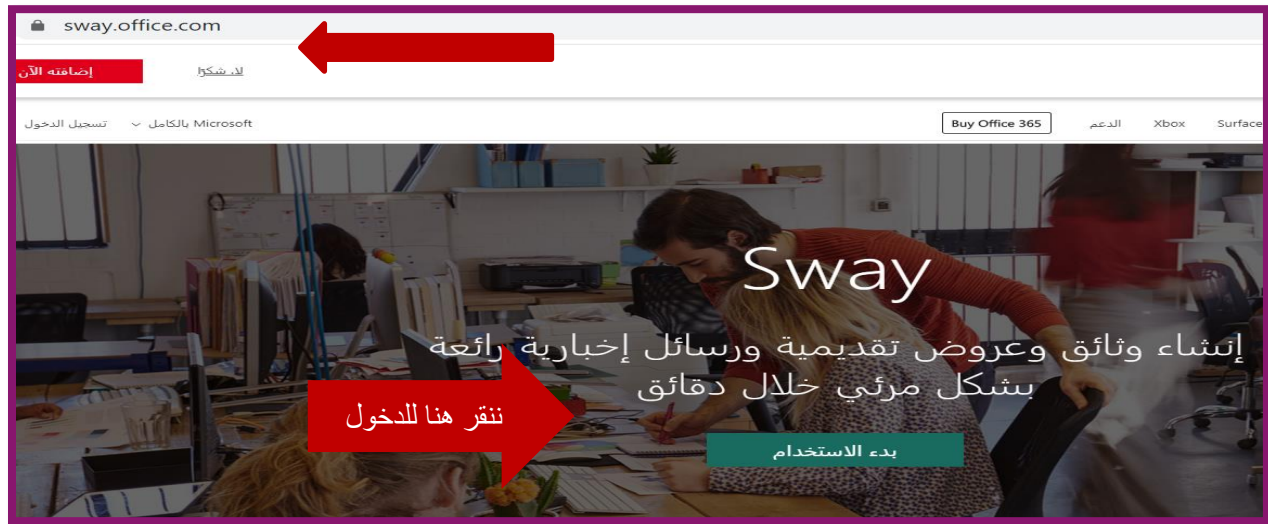 sway.office.com
إضافته الآن
لا، شكرًا
Surface
Xbox
الدعم
Buy Office 365
Microsoft بالكامل
تسجيل الدخول
Sway
إنشاء وثائق وعروض تقديمية ورسائل إخبارية رائعة
بشكل مرئي خلال دقائق
ننقر هنا للدخول
بدء الاستخدام